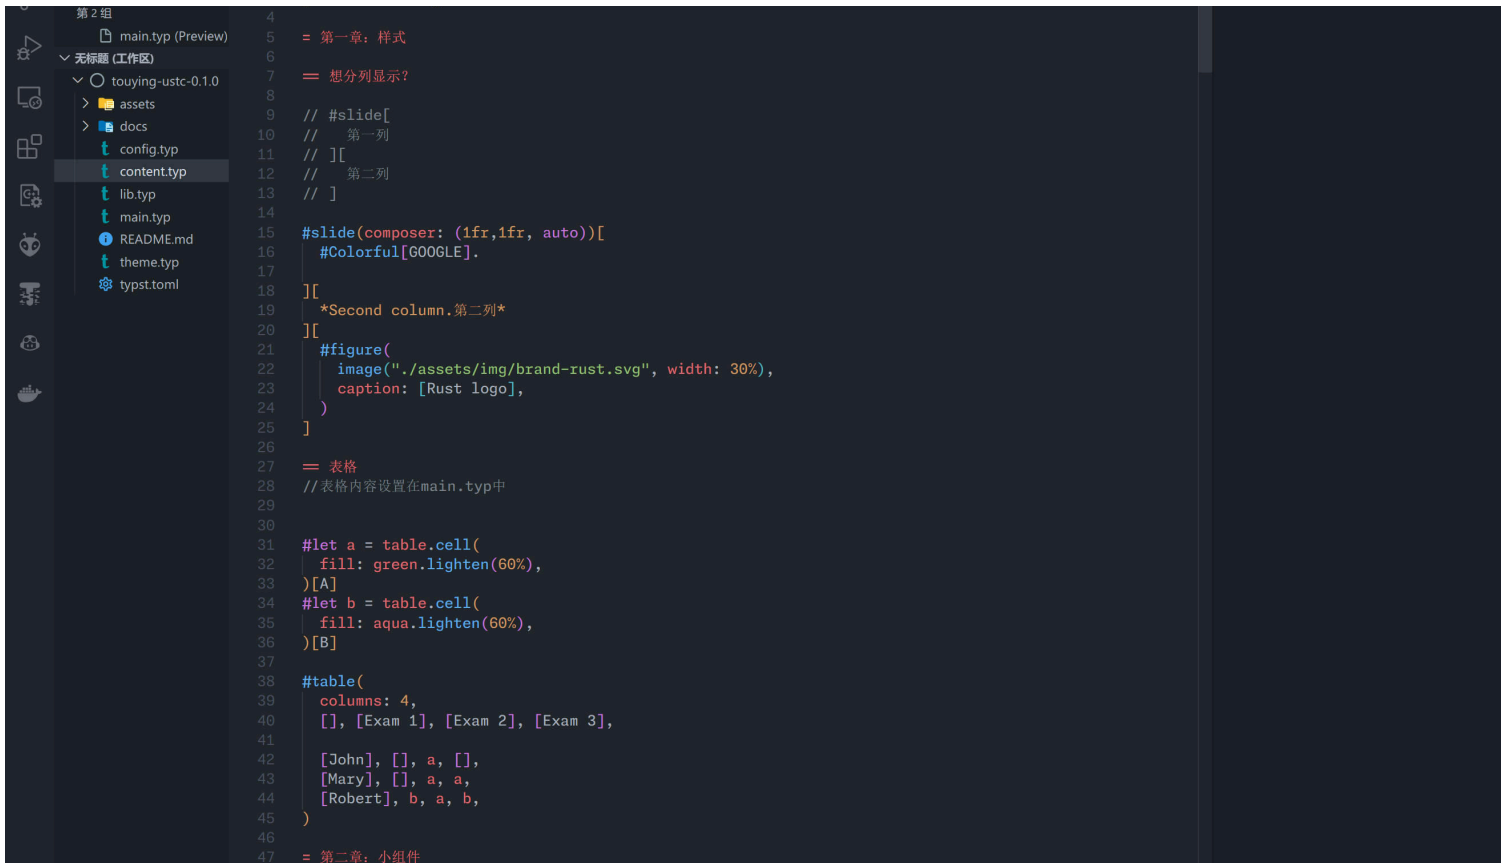 第 2 组
main.typ (Preview)
无标题 (工作区)
touying-ustc-0.1.0
assets
docs
config.typ
content.typ
lib.typ
main.typ
README.md
theme.typ
typst.toml
4
5 = 第一章：样式
6
7 == 想分列显示？
8
9 // #slide[
10 //   第一列
11 // ][
12 //   第二列
13 // ]
14
15 #slide(composer: (1fr,1fr, auto))[
16   #Colorful[GOOGLE].
17
18 ][
19   *Second column.第二列*
20 ][
21   #figure(
22     image("./assets/img/brand-rust.svg", width: 30%),
23     caption: [Rust logo],
24   )
25 ]
26
27 == 表格
28 //表格内容设置在main.typ中
29
30
31 #let a = table.cell(
32   fill: green.lighten(60%),
33 )[A]
34 #let b = table.cell(
35   fill: aqua.lighten(60%),
36 )[B]
37
38 #table(
39   columns: 4,
40   [], [Exam 1], [Exam 2], [Exam 3],
41
42   [John], [], a, [],
43   [Mary], [], a, a,
44   [Robert], b, a, b,
45 )
46
47 = 第二章：小组件